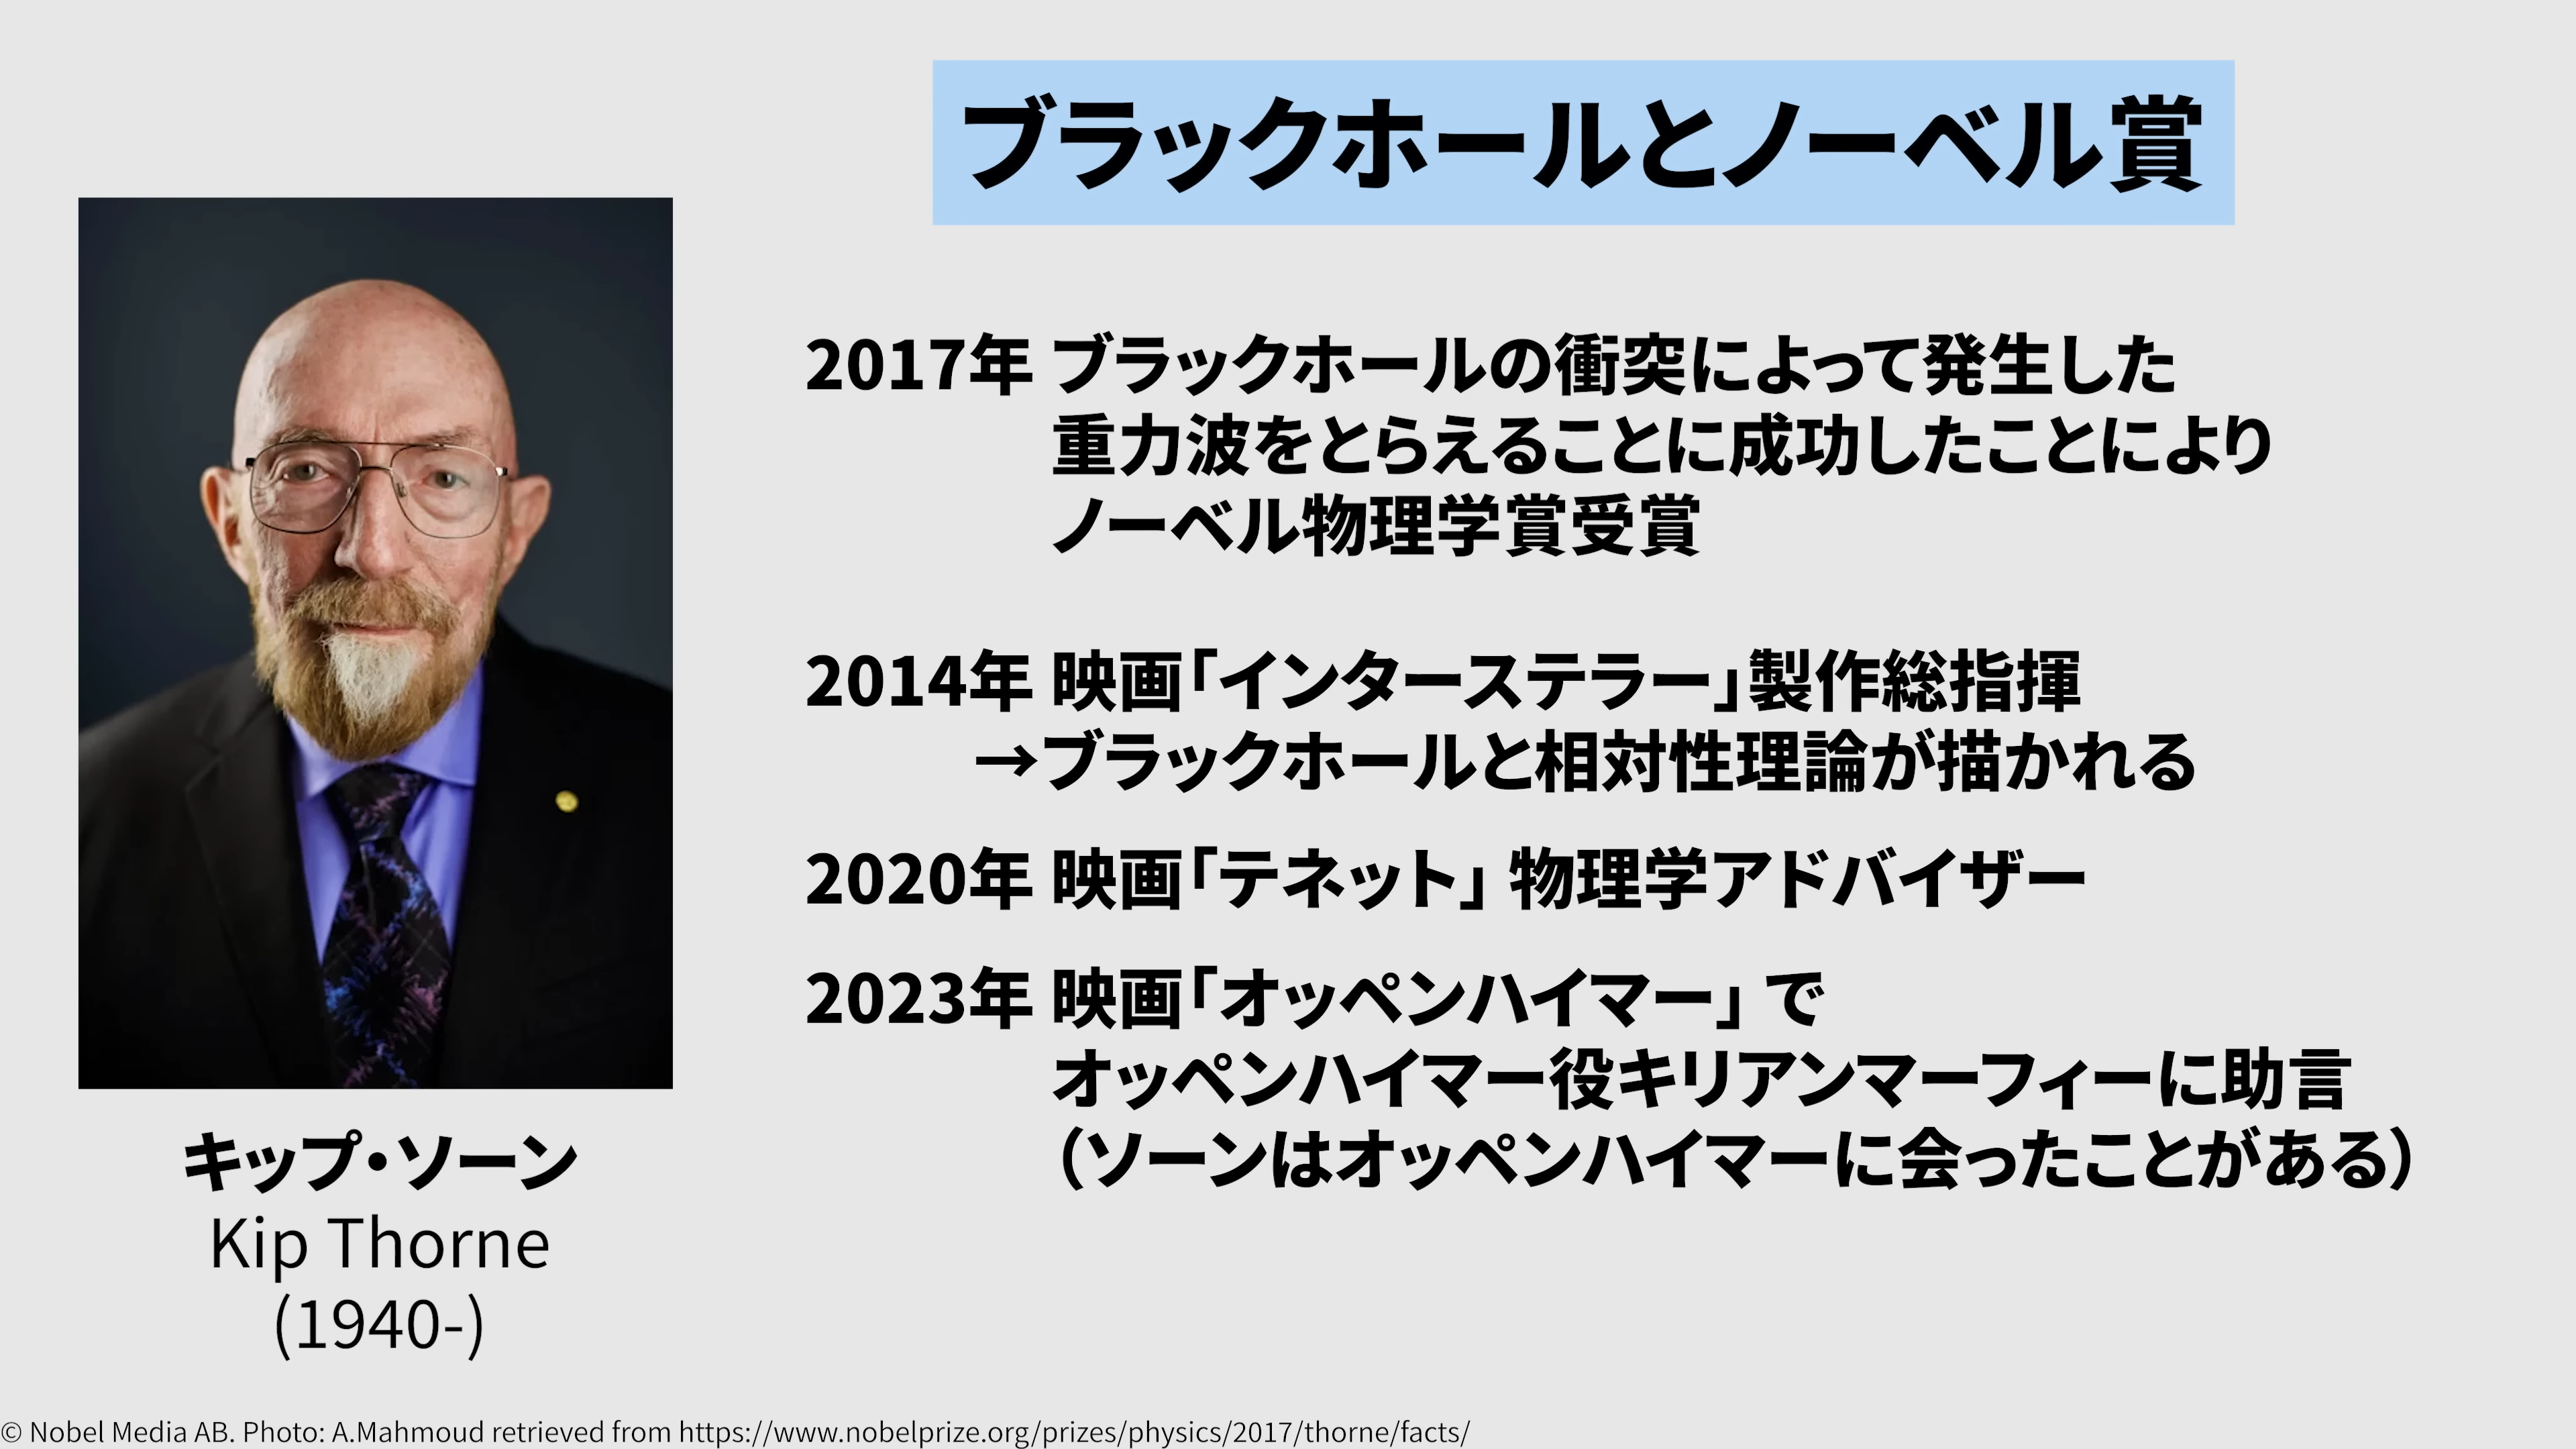 ブラックホールとノーベル賞
2017年 ブラックホールの衝突によって発生した
重力波をとらえることに成功したことにより
ノーベル物理学賞受賞
2014年 映画「インターステラー」製作総指揮
→ブラックホールと相対性理論が描かれる
2020年 映画「テネット」 物理学アドバイザー
2023年 映画「オッペンハイマー」 で
オッペンハイマー役キリアンマーフィーに助言
（ソーンはオッペンハイマーに会ったことがある）
キップ・ソーン
Kip Thorne
(1940-)
© Nobel Media AB. Photo: A.Mahmoud retrieved from https://www.nobelprize.org/prizes/physics/2017/thorne/facts/